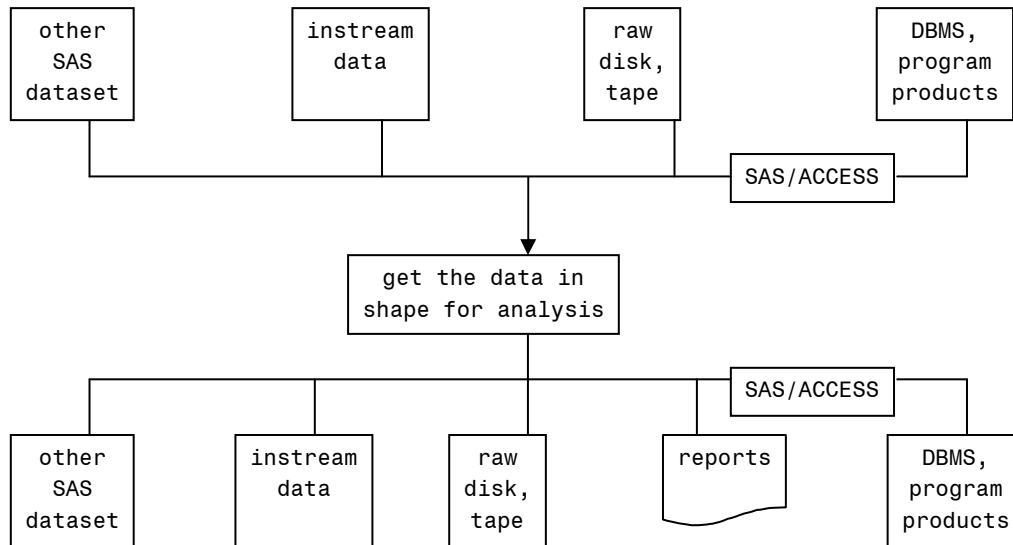 other
SAS
dataset
instream
data
raw
disk,
tape
DBMS,
program
products
SAS/ACCESS
get the data in
shape for analysis
SAS/ACCESS
other
SAS
dataset
instream
data
raw
disk,
tape
reports
DBMS,
program
products